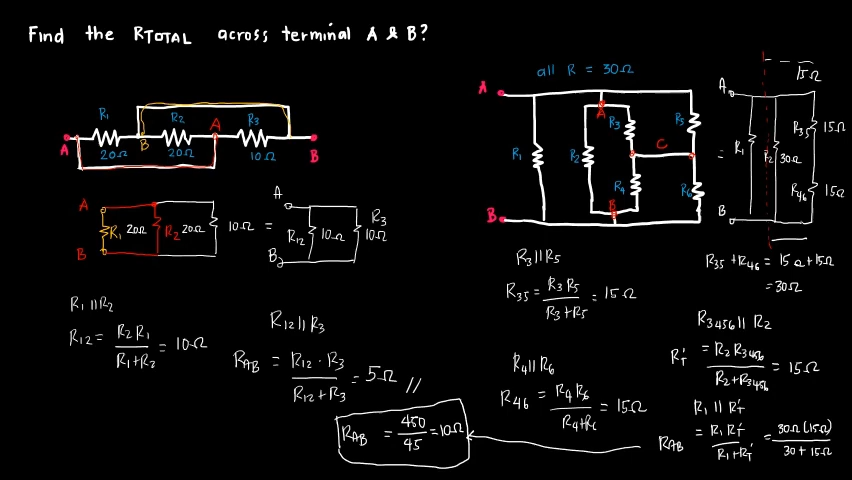 Find the RTOTAL across terminal A & B?
all R = 30Ω
R1
R2
A
R3
A
B
B
20Ω
20Ω
10Ω
A
R1 20Ω
R2 20Ω
10Ω
=
B
A
R12 10Ω
R3
10Ω
B
R1 || R2
R12 = R2 R1 / R1 + R2 = 10Ω
R12 || R3
RAB = R12 · R3 / R12 + R3 = 5Ω //
A
A
R1
R2
R3
R5
C
R4
R6
B
B
=
15Ω
A
R1
R2 30Ω
R35 15Ω
R46 15Ω
B
R3 || R5
R35 = R3 R5 / R3 + R5 = 15Ω
R4 || R6
R46 = R4 R6 / R4 + R6 = 15Ω
R35 + R46 = 15Ω + 15Ω
= 30Ω
R3456 || R2
RT' = R2 R3456 / R2 + R3456 = 15Ω
R1 || RT'
RAB = R1 RT' / R1 + RT' = 30Ω (15Ω) / 30 + 15Ω
RAB = 450 / 45 = 10Ω